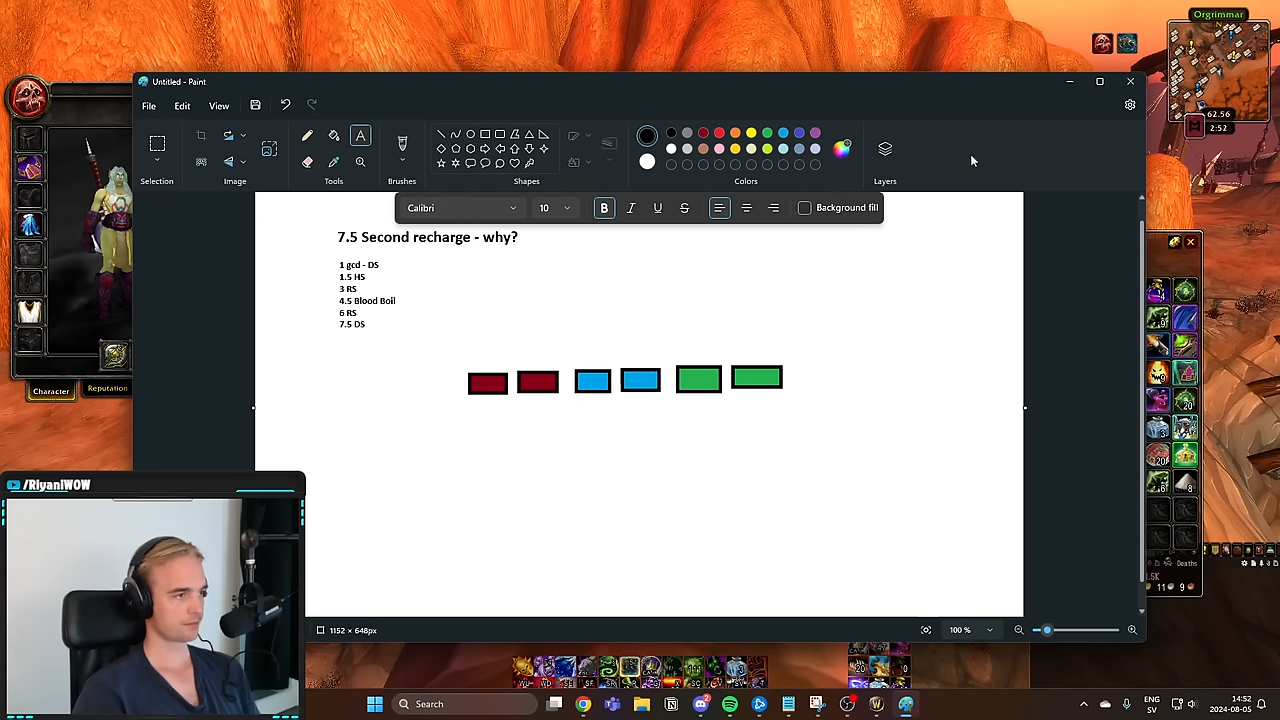 Orgrimmar
N
Untitled - Paint
File
Edit
View
62.56
2:52
Selection
Image
Tools
Brushes
Shapes
Colors
Layers
Calibri
10
B
I
U
S
Background fill
7.5 Second recharge - why?
1 gcd - DS
1.5 HS
3 RS
4.5 Blood Boil
6 RS
7.5 DS
Character
Reputation
/RiyaniWOW
Deaths
11
9
1152 × 648px
100 %
Search
ENG
SV
14:52
2024-08-05